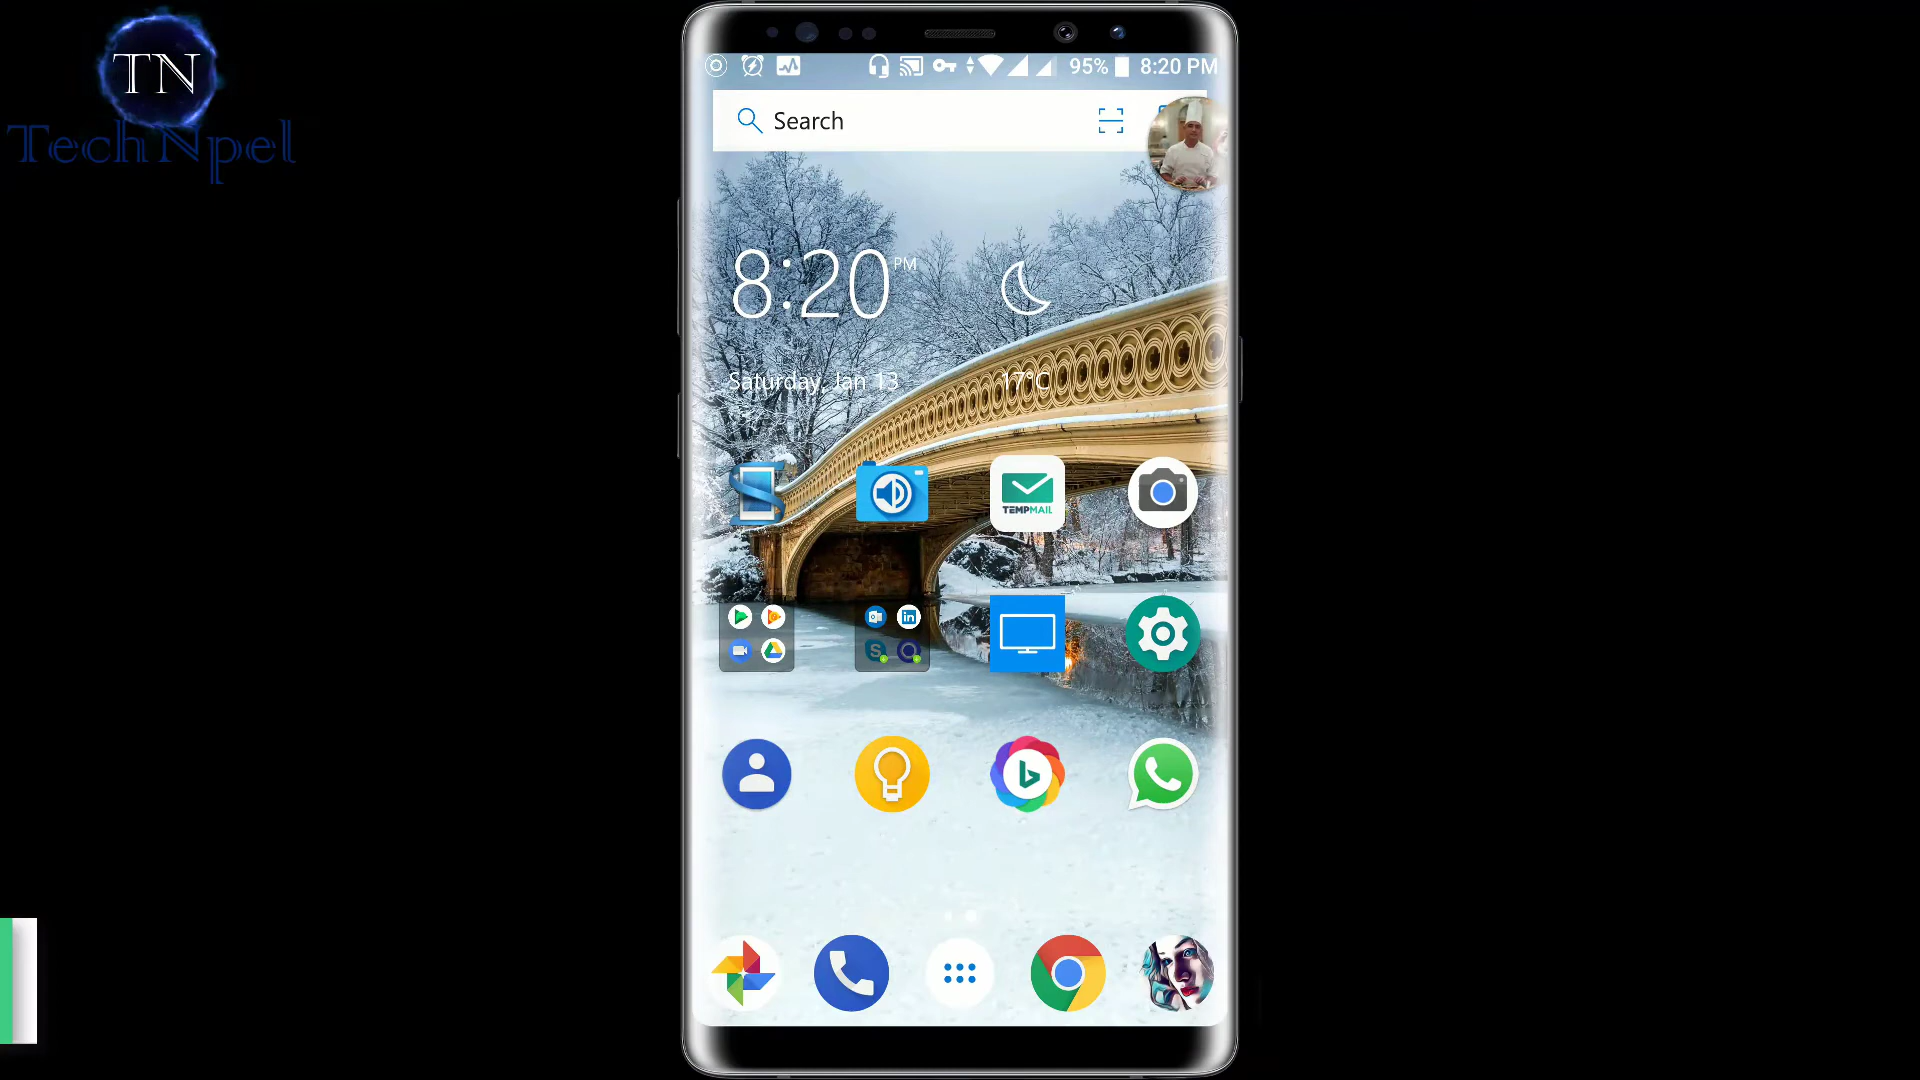 TN
TechNpel
95% 8:20 PM
Search
8:20 PM
Saturday, Jan 13
17°C
TEMPMAIL